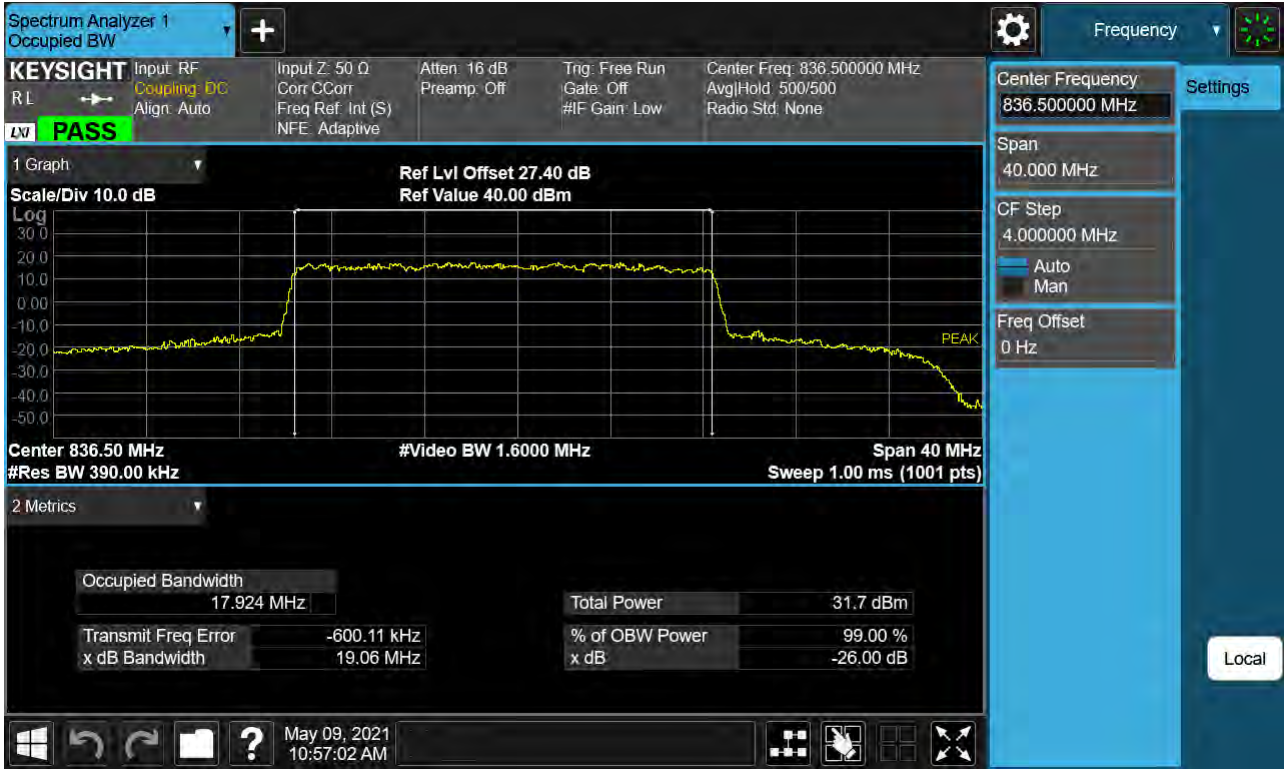 Spectrum Analyzer 1
Occupied BW
Frequency
KEYSIGHT
RL
LXI
PASS
Input: RF
Coupling: DC
Align: Auto
Input Z: 50 Ω
Corr CCorr
Freq Ref: Int (S)
NFE: Adaptive
Atten: 16 dB
Preamp: Off
Trig: Free Run
Gate: Off
#IF Gain: Low
Center Freq: 836.500000 MHz
Avg|Hold: 500/500
Radio Std: None
Center Frequency
836.500000 MHz
Settings
Span
40.000 MHz
CF Step
4.000000 MHz
Auto
Man
Freq Offset
0 Hz
Local
1 Graph
Scale/Div 10.0 dB
Ref Lvl Offset 27.40 dB
Ref Value 40.00 dBm
Log
30.0
20.0
10.0
0.00
-10.0
-20.0
-30.0
-40.0
-50.0
PEAK
Center 836.50 MHz
#Video BW 1.6000 MHz
Span 40 MHz
#Res BW 390.00 kHz
Sweep 1.00 ms (1001 pts)
2 Metrics
Occupied Bandwidth
17.924 MHz
Total Power 31.7 dBm
Transmit Freq Error -600.11 kHz
% of OBW Power 99.00 %
x dB Bandwidth 19.06 MHz
x dB -26.00 dB
?
May 09, 2021
10:57:02 AM